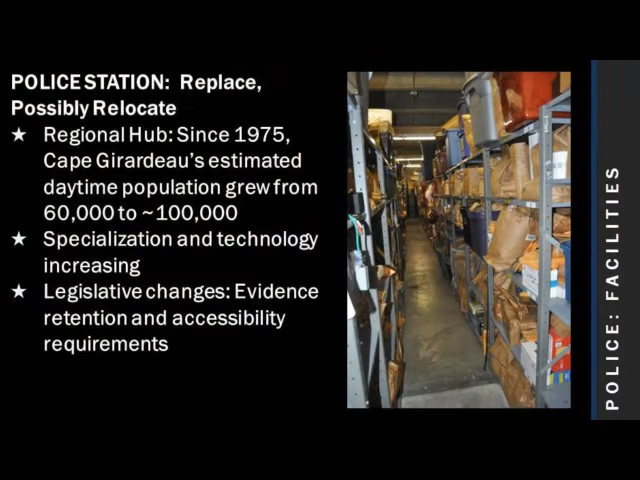 POLICE STATION: Replace,
Possibly Relocate
★ Regional Hub: Since 1975,
Cape Girardeau's estimated
daytime population grew from
60,000 to ~100,000
★ Specialization and technology
increasing
★ Legislative changes: Evidence
retention and accessibility
requirements
POLICE: FACILITIES